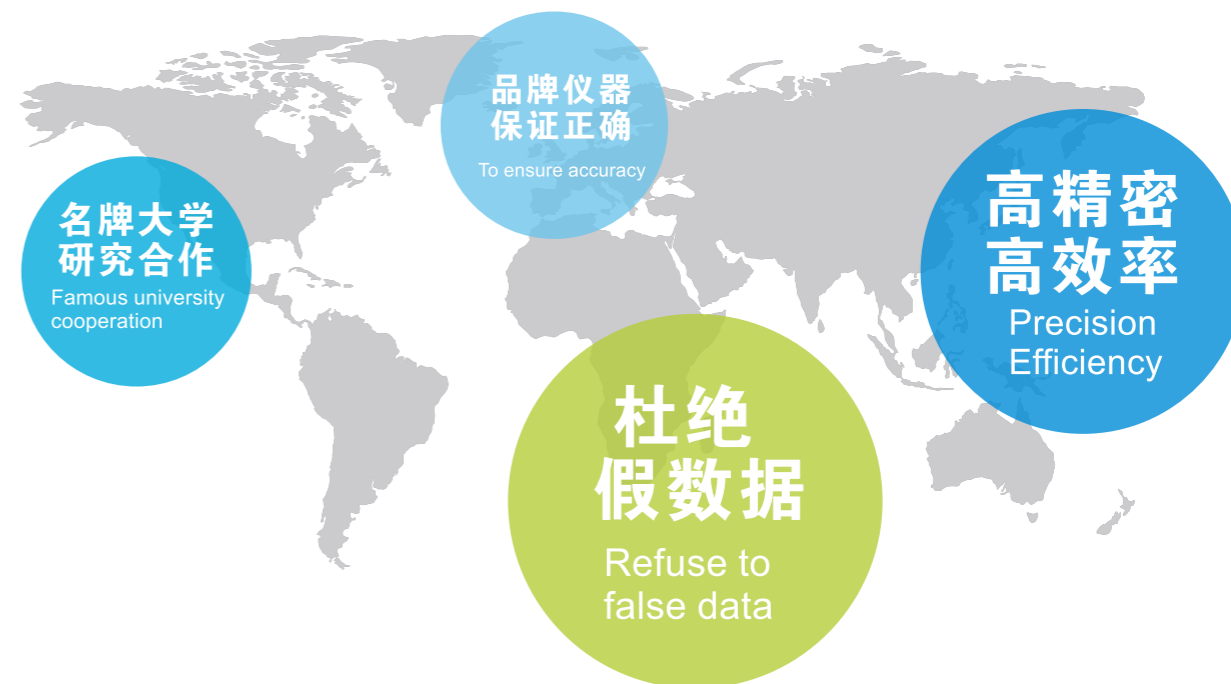 品牌仪器
保证正确
To ensure accuracy
名牌大学
研究合作
Famous university
cooperation
高精密
高效率
Precision
Efficiency
杜绝
假数据
Refuse to
false data